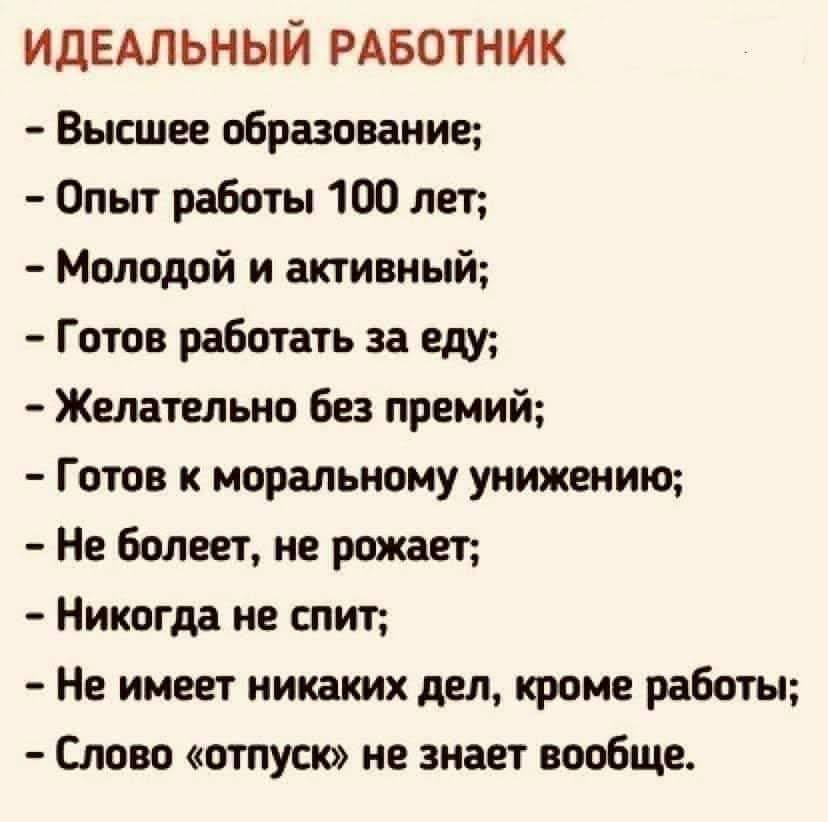 ИДЕАЛЬНЫЙ РАБОТНИК
- Высшее образование;
- Опыт работы 100 лет;
- Молодой и активный;
- Готов работать за еду;
- Желательно без премий;
- Готов к моральному унижению;
- Не болеет, не рожает;
- Никогда не спит;
- Не имеет никаких дел, кроме работы;
- Слово «отпуск» не знает вообще.